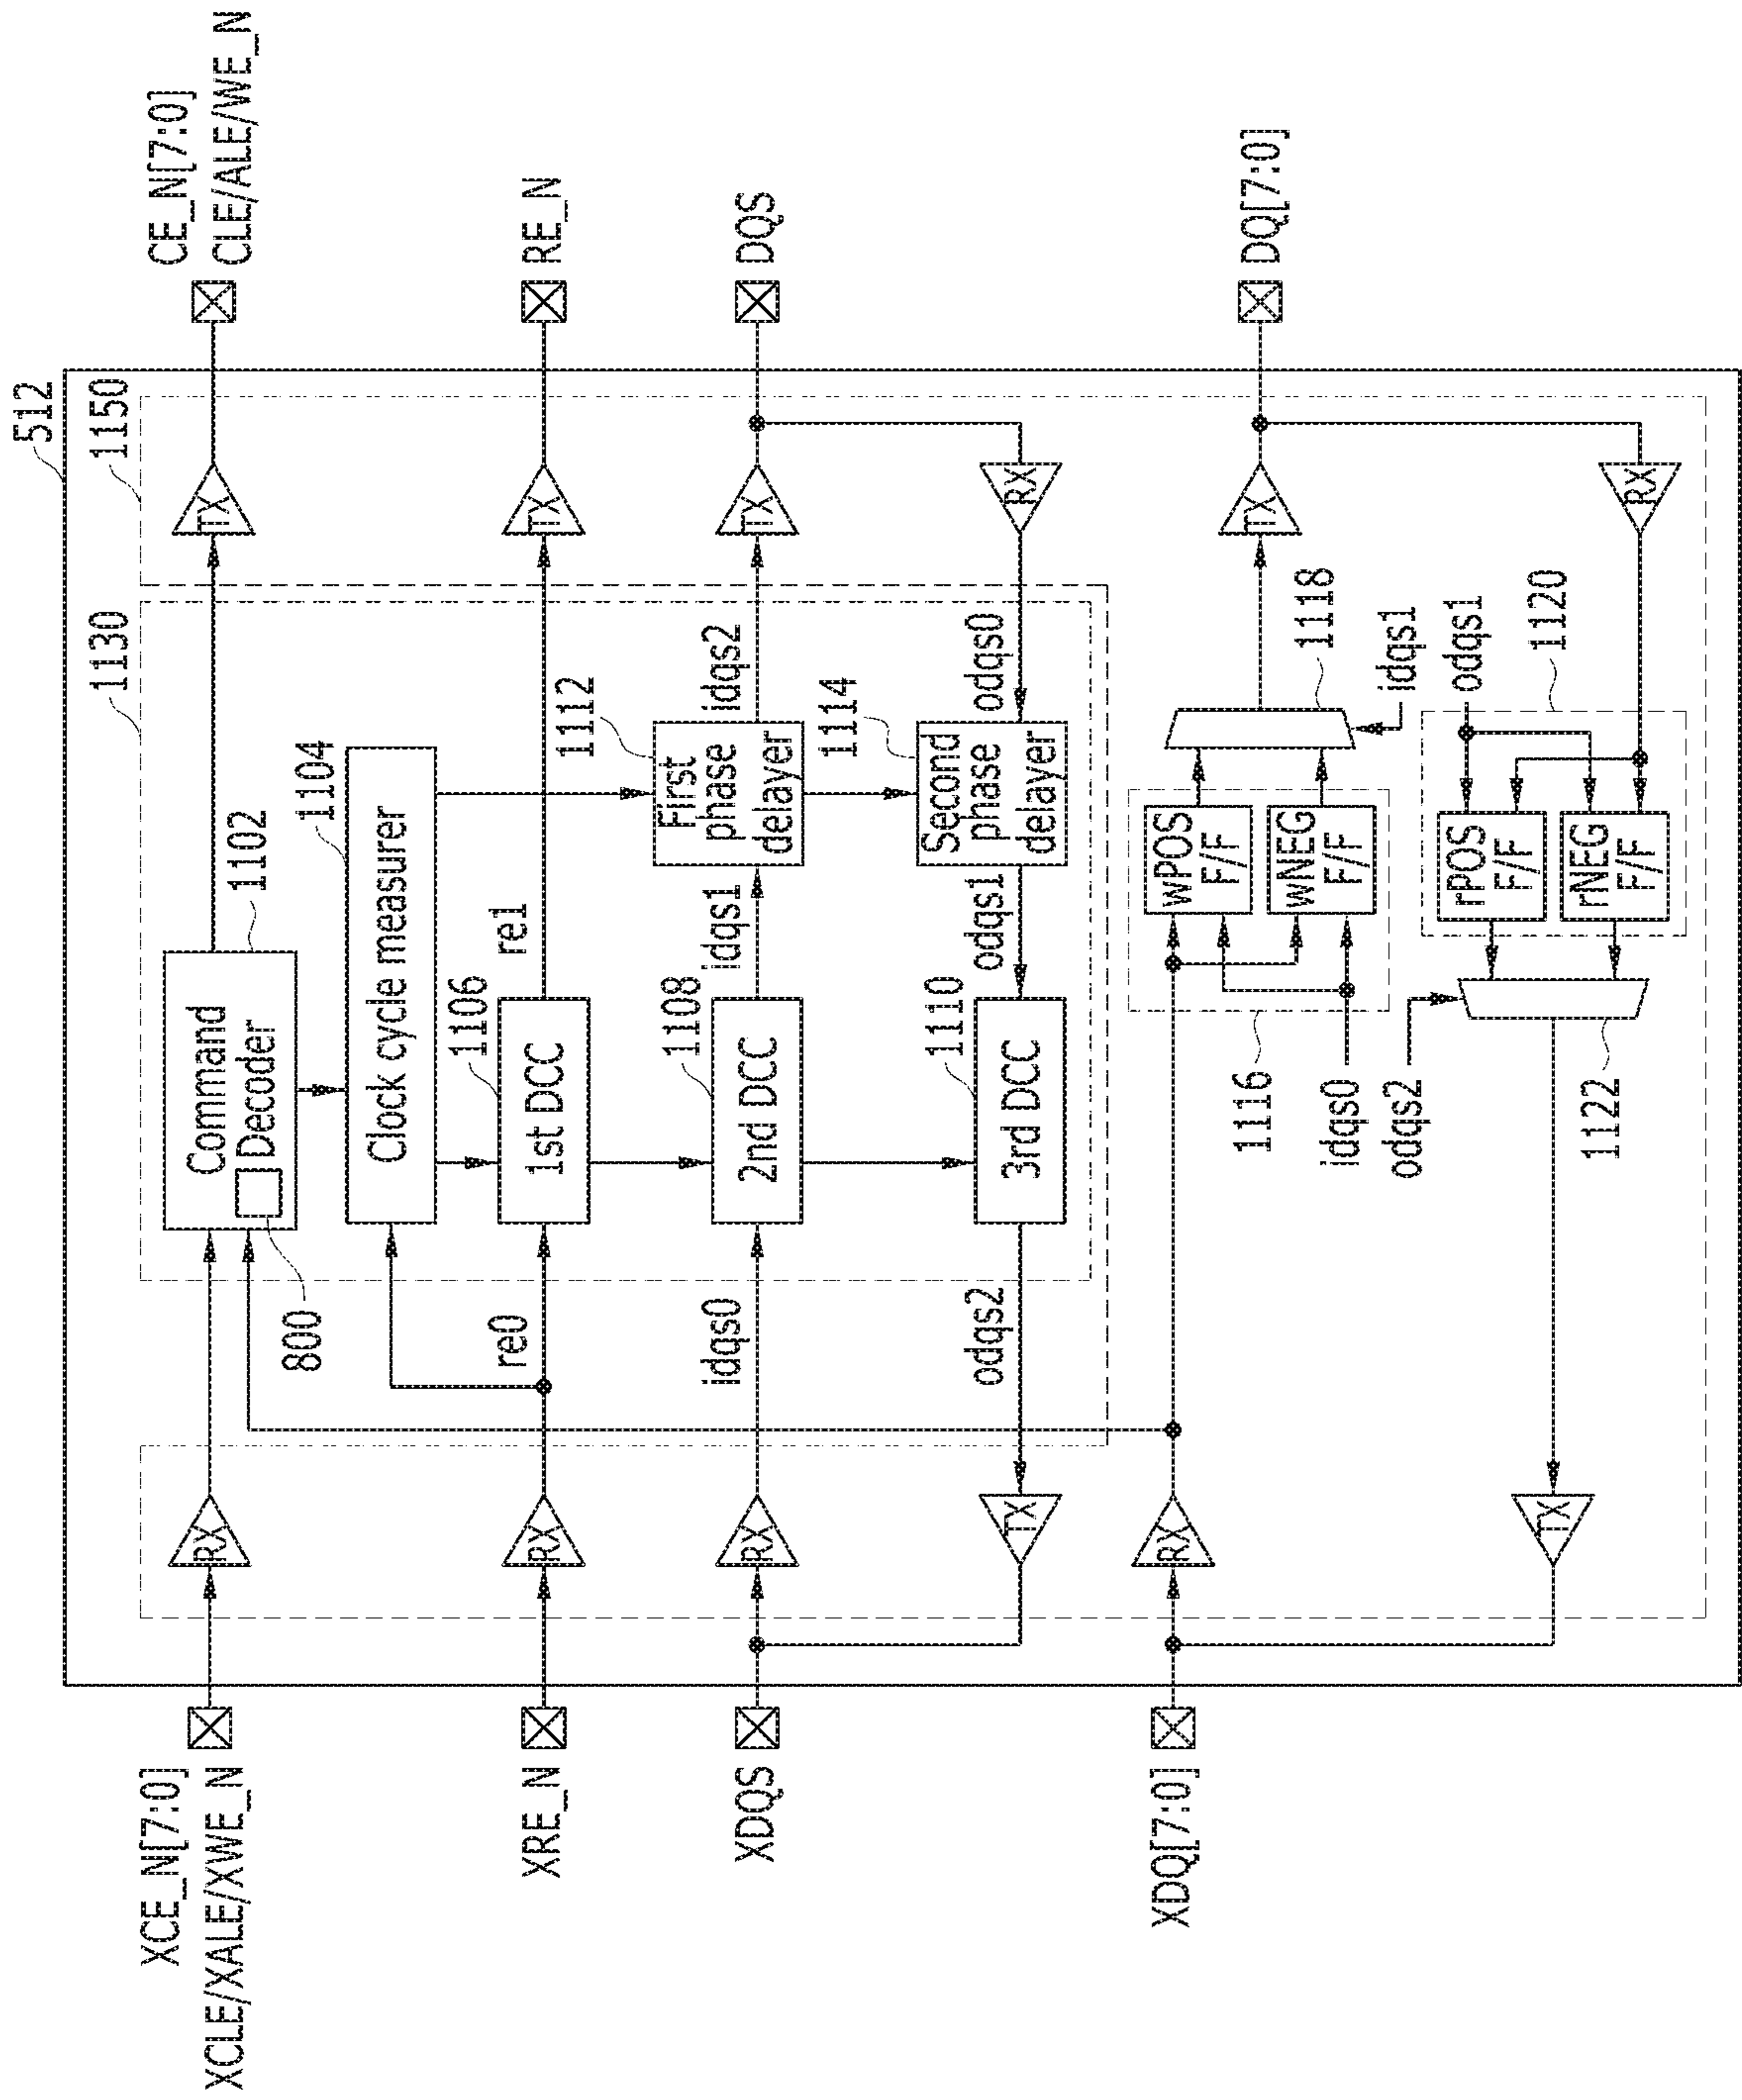 512
1150
1130
XCE_N[7:0]
XCLE/XALE/XWE_N
RX
Command
Decoder
800
1102
TX
CE_N[7:0]
CLE/ALE/WE_N
Clock cycle measurer
1104
XRE_N
RX
re0
1st DCC
1106
re1
TX
RE_N
XDQS
RX
idqs0
2nd DCC
1108
idqs1
First
phase
delayer
1112
idqs2
TX
DQS
TX
odqs2
3rd DCC
1110
odqs1
Second
phase
delayer
1114
odqs0
RX
XDQ[7:0]
RX
1116
wPOS
F/F
wNEG
F/F
idqs0
1118
idqs1
TX
DQ[7:0]
odqs2
TX
1122
rPOS
F/F
rNEG
F/F
odqs1
1120
RX